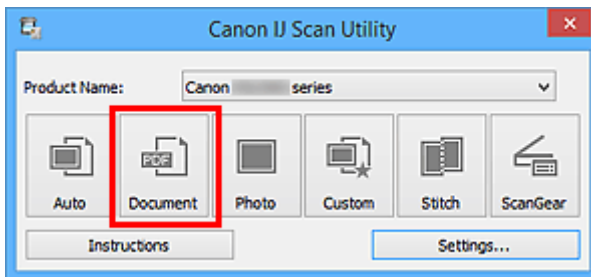 Canon IJ Scan Utility
Product Name: Canon series
PDF
Auto Document Photo Custom Stitch ScanGear
Instructions Settings...